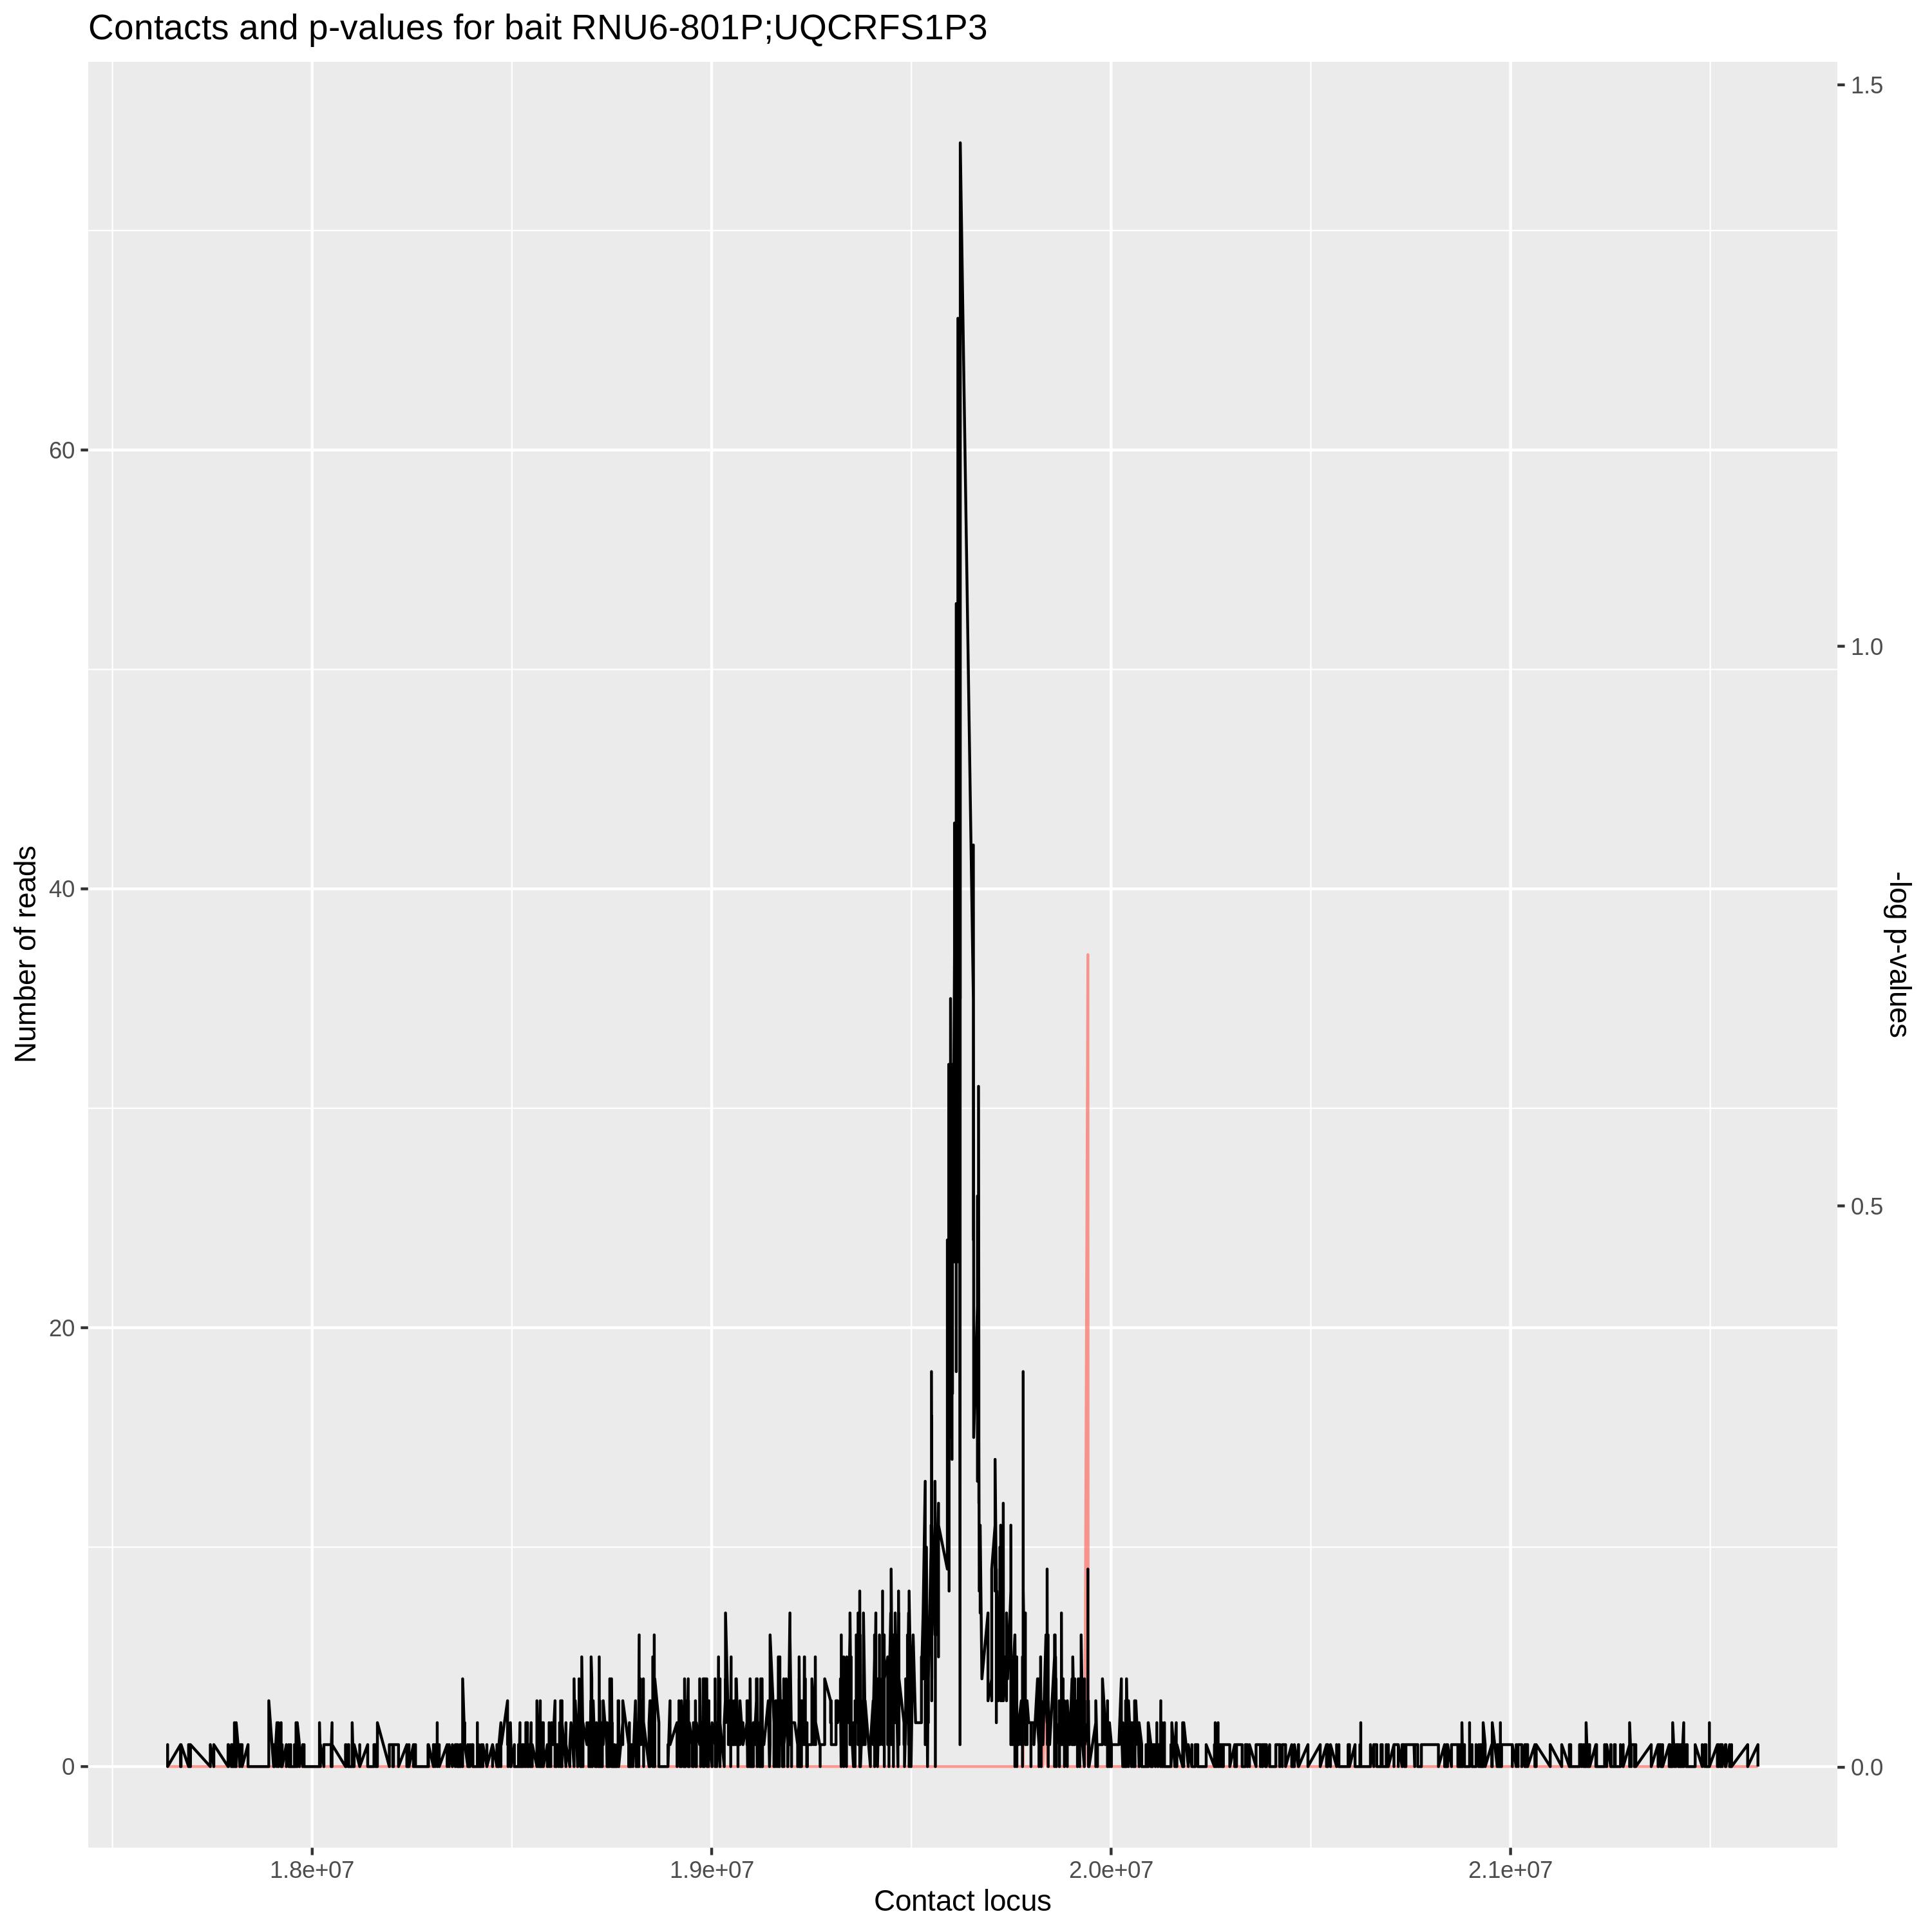 Contacts and p-values for bait RNU6-801P;UQCRFS1P3
Number of reads
60
40
20
0
1.5
1.0
0.5
0.0
-log p-values
1.8e+07
1.9e+07
2.0e+07
2.1e+07
Contact locus